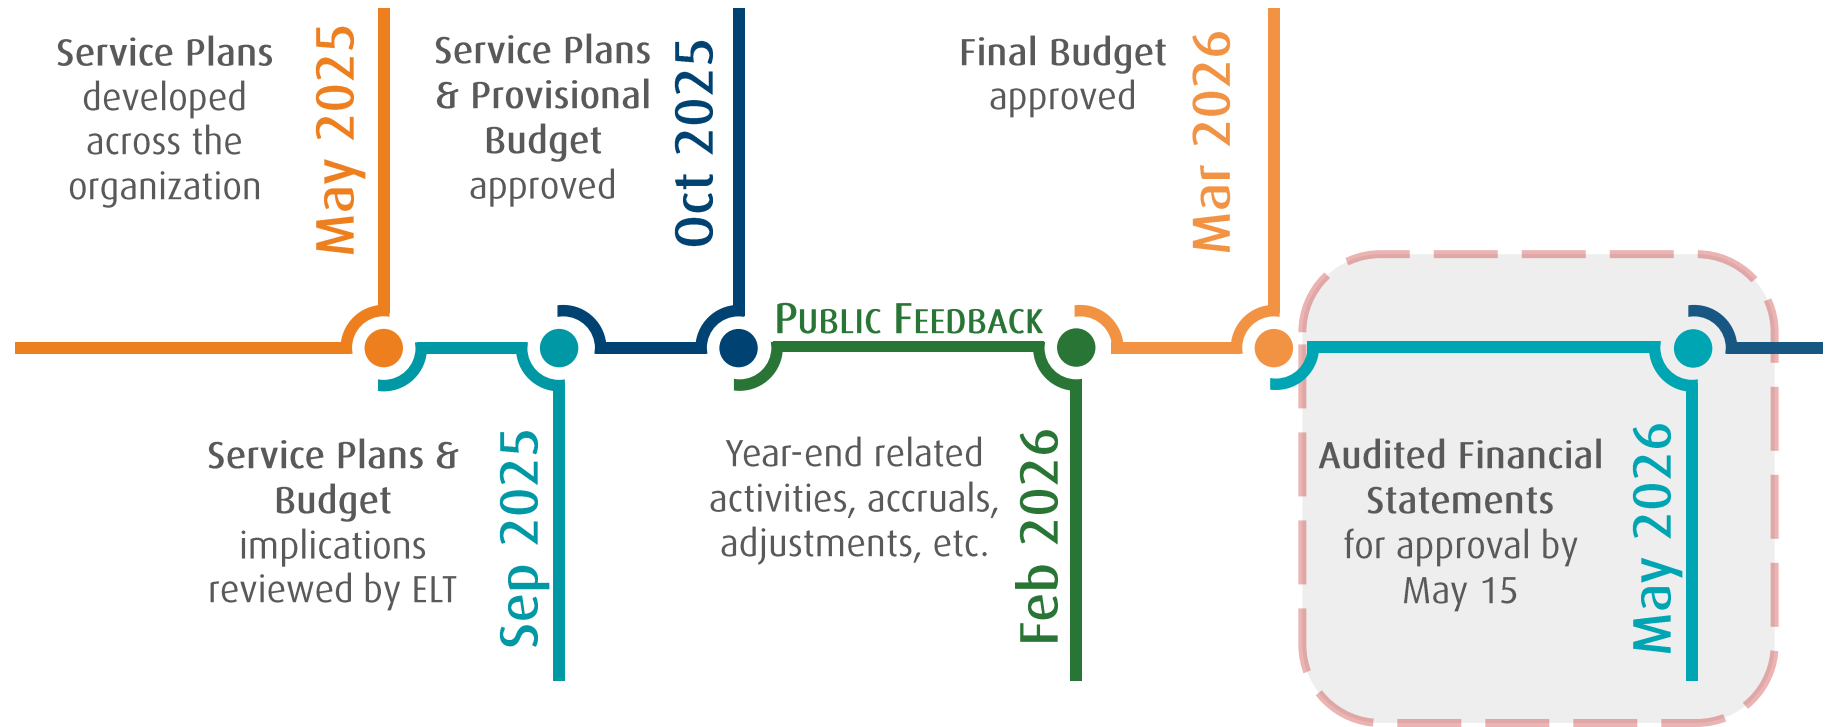 Service Plans
developed
across the
organization
May 2025
Service Plans
& Provisional
Budget
approved
Oct 2025
Final Budget
approved
Mar 2026
PUBLIC FEEDBACK
Service Plans &
Budget
implications
reviewed by ELT
Sep 2025
Year-end related
activities, accruals,
adjustments, etc.
Feb 2026
Audited Financial
Statements
for approval by
May 15
May 2026